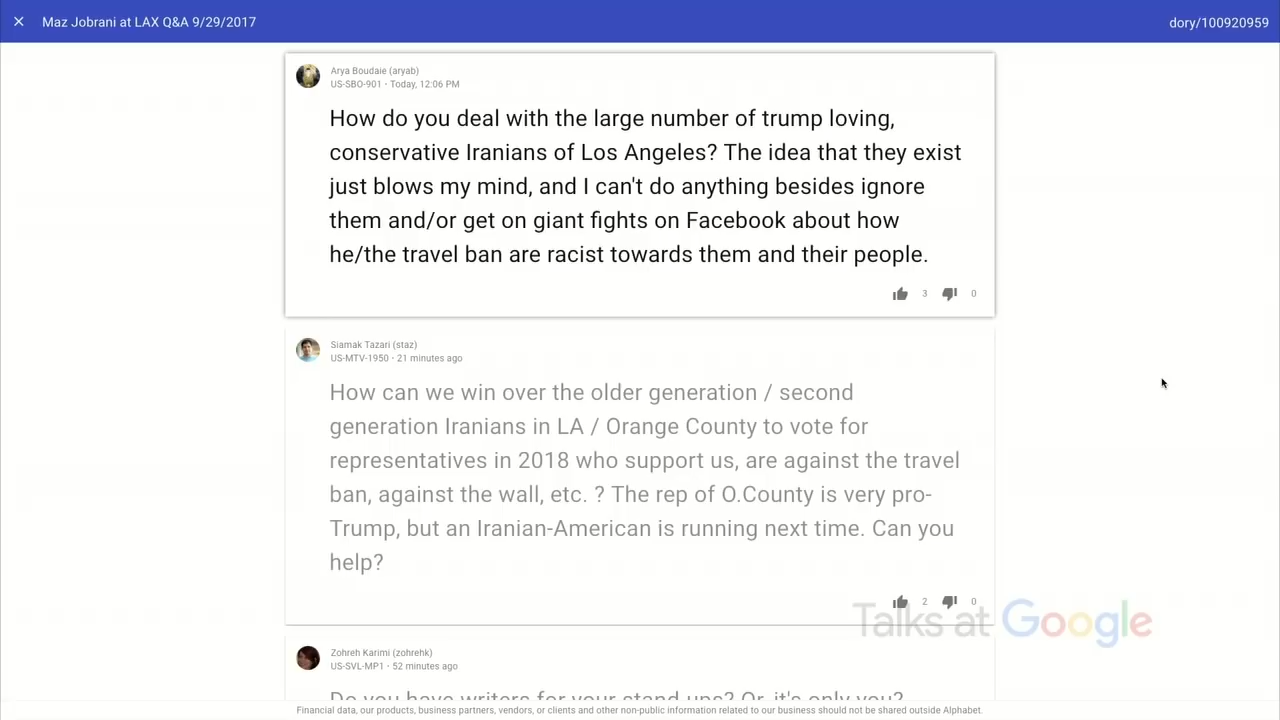 Maz Jobrani at LAX Q&A 9/29/2017
dory/100920959
Arya Boudaie (aryab)
US-SBO-901 · Today, 12:06 PM
How do you deal with the large number of trump loving,
conservative Iranians of Los Angeles? The idea that they exist
just blows my mind, and I can't do anything besides ignore
them and/or get on giant fights on Facebook about how
he/the travel ban are racist towards them and their people.
3 0
Siamak Tazari (staz)
US-MTV-1950 · 21 minutes ago
How can we win over the older generation / second
generation Iranians in LA / Orange County to vote for
representatives in 2018 who support us, are against the travel
ban, against the wall, etc. ? The rep of O.County is very pro-
Trump, but an Iranian-American is running next time. Can you
help?
2 0
Talks at Google
Zohreh Karimi (zohrehk)
US-SVL-MP1 · 52 minutes ago
Do you have writers for your stand ups? Or, it's only you?
Financial data, our products, business partners, vendors, or clients and other non-public information related to our business should not be shared outside Alphabet.